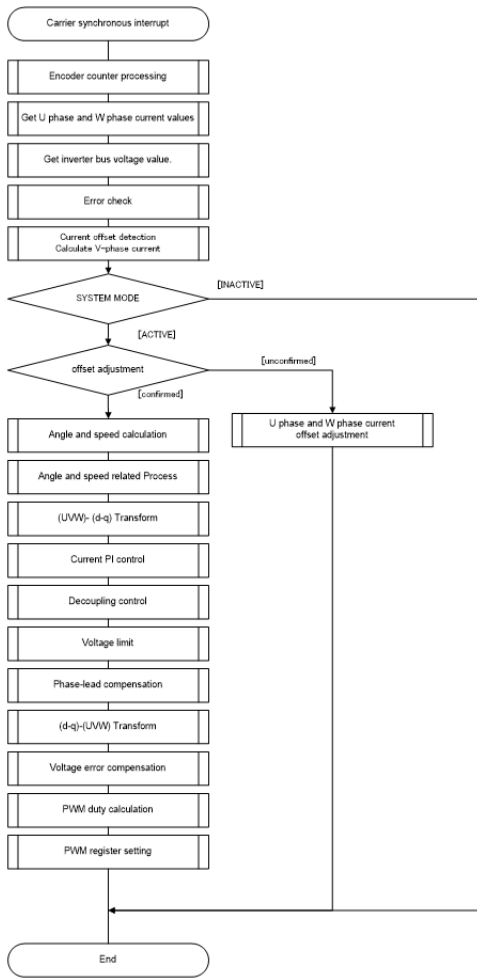 Carrier synchronous interrupt
Encoder counter processing
Get U phase and W phase current values
Get inverter bus voltage value.
Error check
Current offset detection
Calculate V-phase current
SYSTEM MODE
[INACTIVE]
[ACTIVE]
offset adjustment
[unconfirmed]
[confirmed]
U phase and W phase current
offset adjustment
Angle and speed calculation
Angle and speed related Process
(UVW)- (d-q) Transform
Current PI control
Decoupling control
Voltage limit
Phase-lead compensation
(d-q)-(UVW) Transform
Voltage error compensation
PWM duty calculation
PWM register setting
End